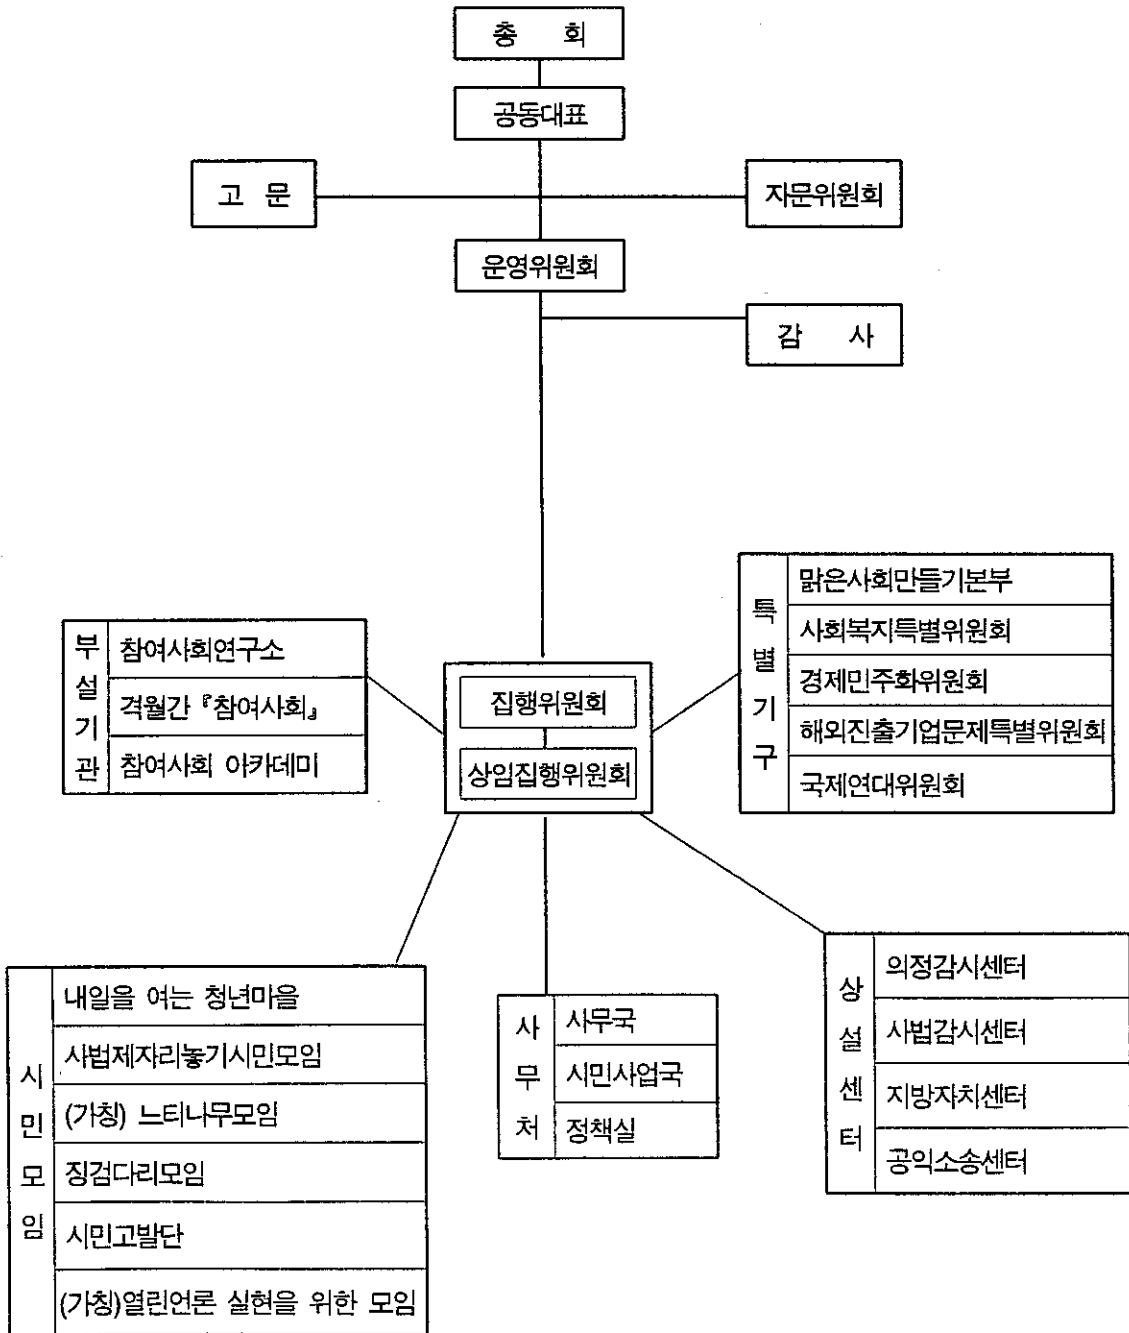 총 회
공동대표
고 문
자문위원회
운영위원회
감 사
부설기관
참여사회연구소
격월간 『참여사회』
참여사회 아카데미
집행위원회
상임집행위원회
특별기구
맑은사회만들기본부
사회복지특별위원회
경제민주화위원회
해외진출기업문제특별위원회
국제연대위원회
시민모임
내일을 여는 청년마을
사법제자리놓기시민모임
(가칭) 느티나무모임
징검다리모임
시민고발단
(가칭)열린언론 실현을 위한 모임
사무처
사무국
시민사업국
정책실
상설센터
의정감시센터
사법감시센터
지방자치센터
공익소송센터